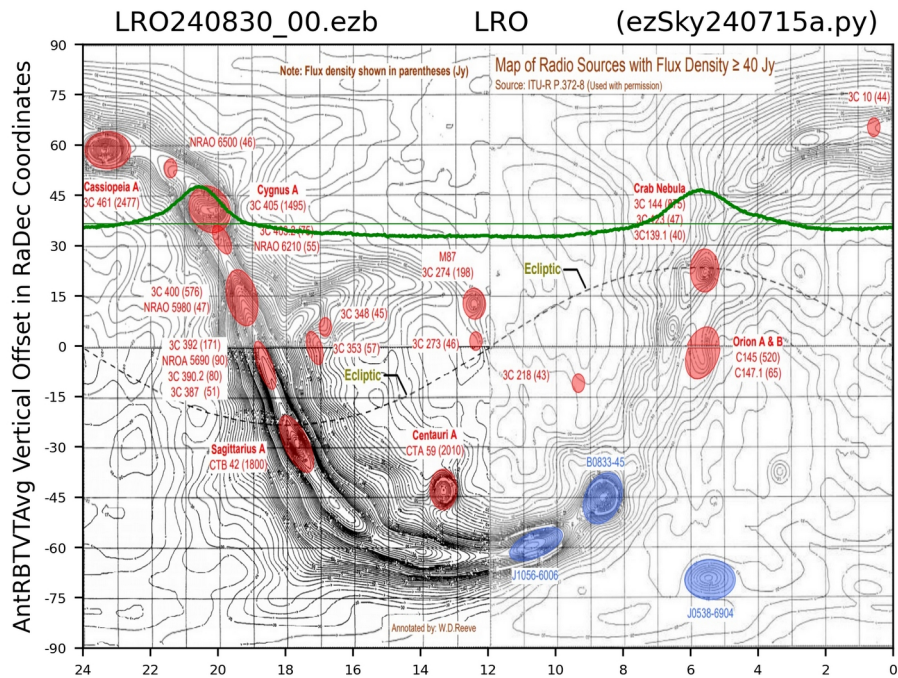 LRO240830_00.ezb LRO (ezSky240715a.py)
AntRBTVTAvg Vertical Offset in RaDec Coordinates
90
75
60
45
30
15
0
-15
-30
-45
-60
-75
-90
Note: Flux density shown in parentheses (Jy)
Map of Radio Sources with Flux Density ≥ 40 Jy
Source: ITU-R P.372-8 (Used with permission)
3C 10 (44)
NRAO 6500 (46)
Cassiopeia A
3C 461 (2477)
Cygnus A
3C 405 (1495)
NRAO 6210 (55)
Crab Nebula
3C 144 (875)
3C139.1 (40)
M87
3C 274 (198)
Ecliptic
3C 400 (576)
NRAO 5980 (47)
3C 348 (45)
3C 353 (57)
3C 273 (46)
3C 392 (171)
NROA 5690 (90)
3C 390.2 (80)
3C 387 (51)
Ecliptic
3C 218 (43)
Orion A & B
C145 (520)
C147.1 (65)
Sagittarius A
CTB 42 (1800)
Centauri A
CTA 59 (2010)
B0833-45
J1056-6006
J0538-6904
Annotated by: W.D.Reeve
24 22 20 18 16 14 12 10 8 6 4 2 0